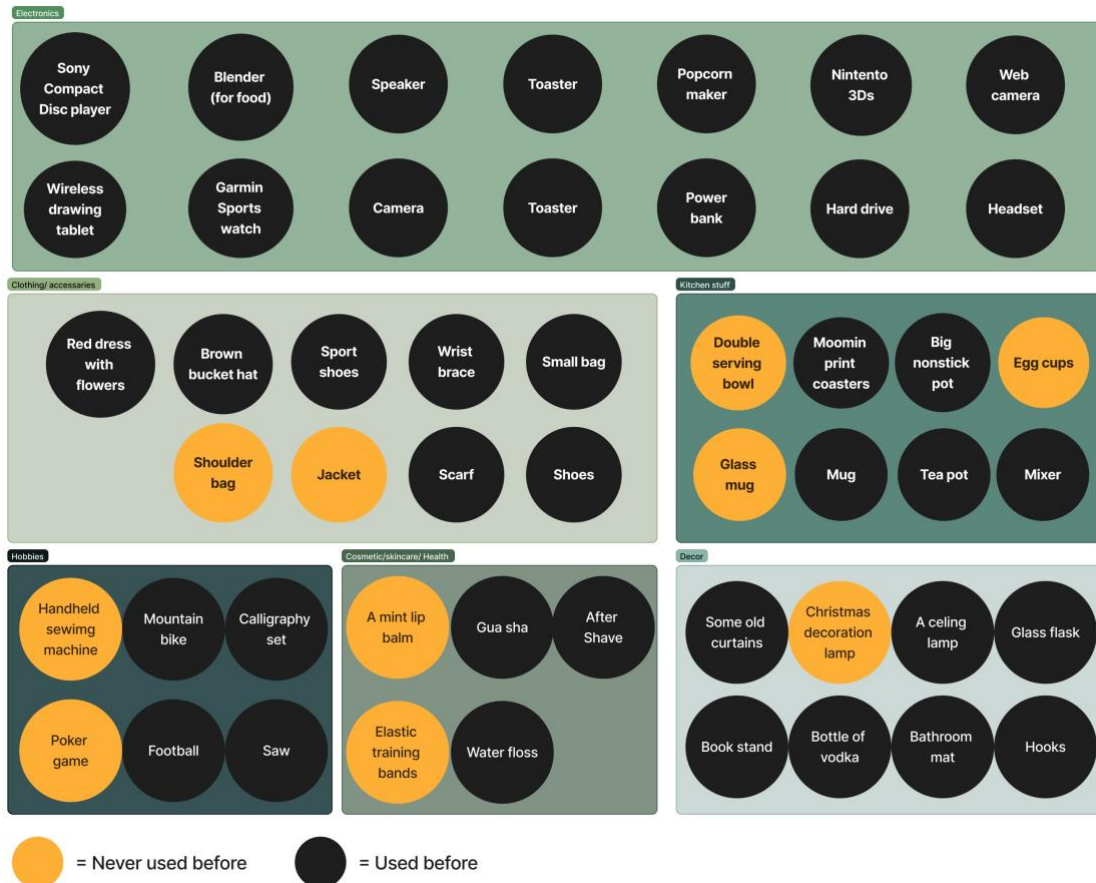 Electronics
Sony
Compact
Disc player
Blender
(for food)
Speaker
Toaster
Popcorn
maker
Nintento
3Ds
Web
camera
Wireless
drawing
tablet
Garmin
Sports
watch
Camera
Toaster
Power
bank
Hard drive
Headset
Clothing/ accessaries
Red dress
with
flowers
Brown
bucket hat
Sport
shoes
Wrist
brace
Small bag
Shoulder
bag
Jacket
Scarf
Shoes
Kitchen stuff
Double
serving
bowl
Moomin
print
coasters
Big
nonstick
pot
Egg cups
Glass
mug
Mug
Tea pot
Mixer
Hobbies
Handheld
sewimg
machine
Mountain
bike
Calligraphy
set
Poker
game
Football
Saw
Cosmetic/skincare/ Health
A mint lip
balm
Gua sha
After
Shave
Elastic
training
bands
Water floss
Decor
Some old
curtains
Christmas
decoration
lamp
A celing
lamp
Glass flask
Book stand
Bottle of
vodka
Bathroom
mat
Hooks
= Never used before
= Used before